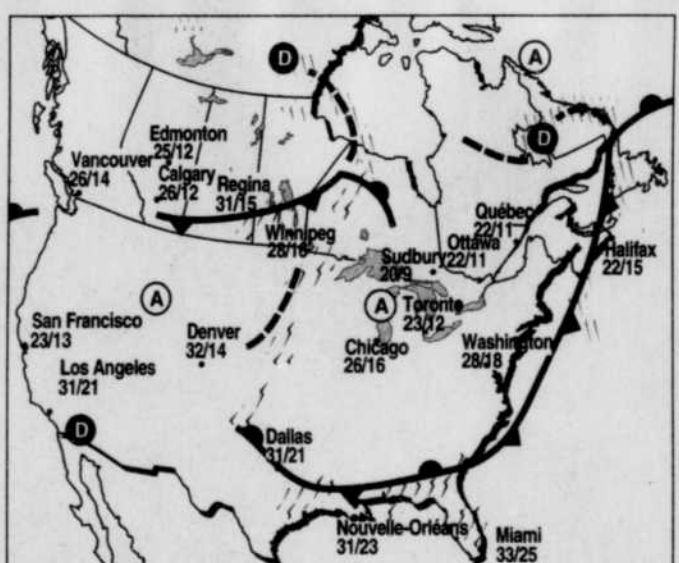 D
A
D
Edmonton
25/12
Vancouver
26/14
Calgary
26/12
Regina
31/15
Winnipeg
28/16
Québec
22/11
Ottawa
22/11
Sudbury
20/9
Halifax
22/15
A
A
San Francisco
23/13
Denver
32/14
Toronto
23/12
Chicago
26/16
Washington
28/18
Los Angeles
31/21
D
Dallas
31/21
Nouvelle-Orléans
31/23
Miami
33/25